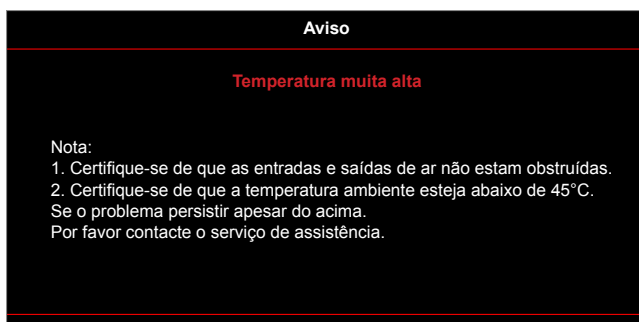 Aviso
Temperatura muita alta
Nota:
1. Certifique-se de que as entradas e saídas de ar não estam obstruídas.
2. Certifique-se de que a temperatura ambiente esteja abaixo de 45°C.
Se o problema persistir apesar do acima.
Por favor contacte o serviço de assistência.